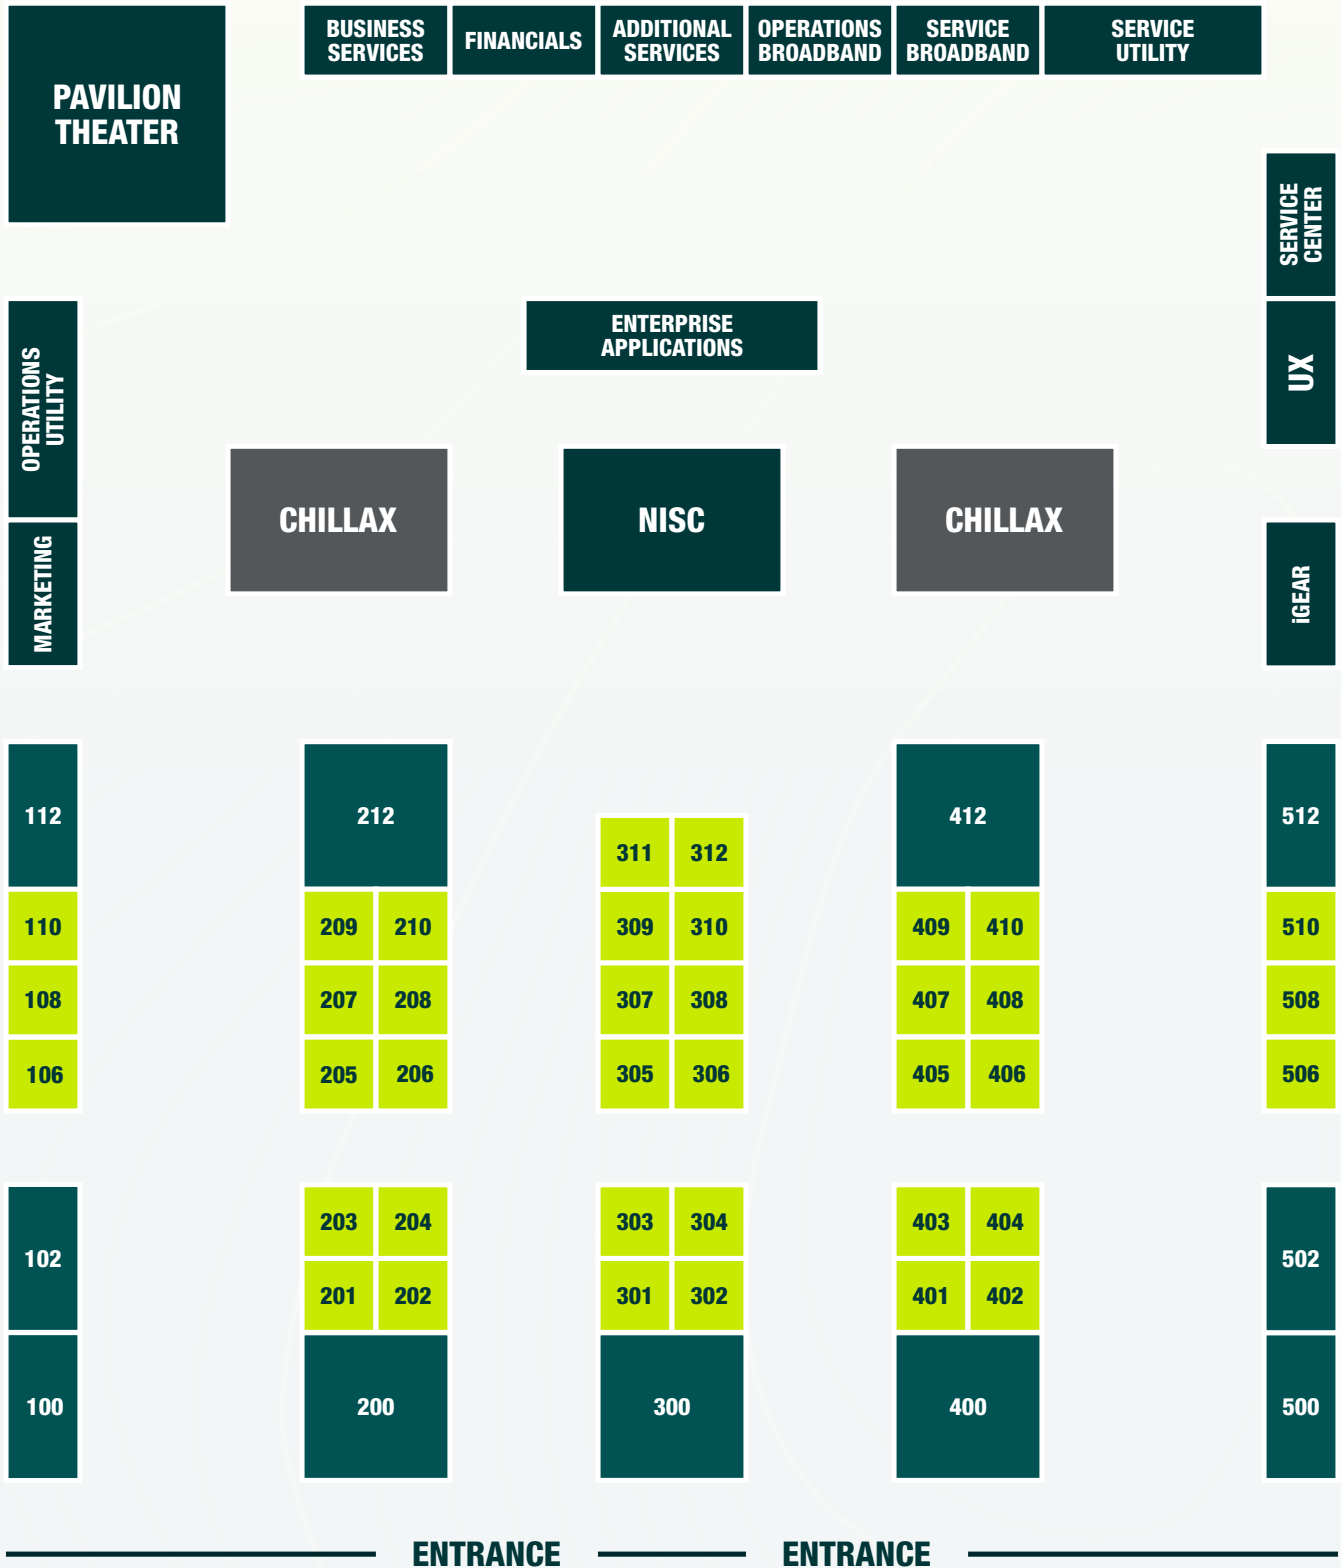 PAVILION
THEATER
BUSINESS
SERVICES
FINANCIALS
ADDITIONAL
SERVICES
OPERATIONS
BROADBAND
SERVICE
BROADBAND
SERVICE
UTILITY
SERVICE
CENTER
UX
ENTERPRISE
APPLICATIONS
OPERATIONS
UTILITY
MARKETING
CHILLAX
NISC
CHILLAX
iGEAR
112
212
412
512
311
312
110
209
210
309
310
409
410
510
108
207
208
307
308
407
408
508
106
205
206
305
306
405
406
506
203
204
303
304
403
404
102
502
201
202
301
302
401
402
100
200
300
400
500
ENTRANCE
ENTRANCE